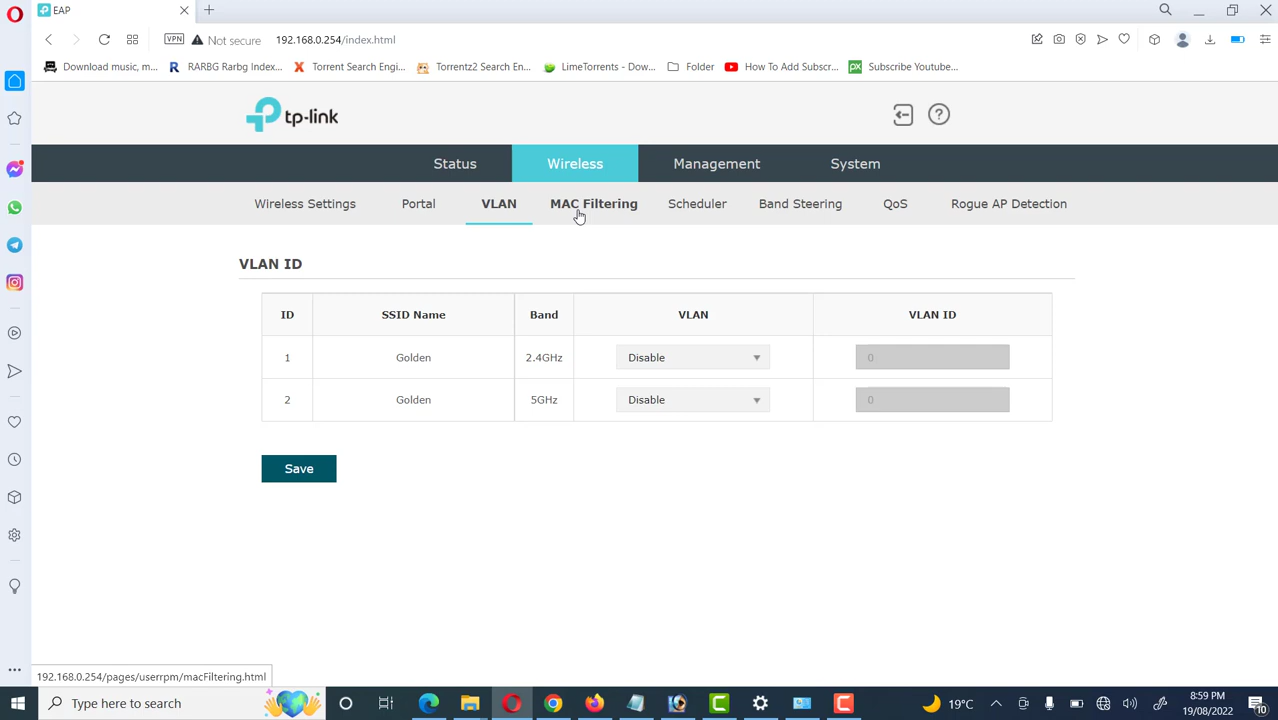 EAP
VPN
Not secure
192.168.0.254/index.html
Download music, m...
RARBG Rarbg Index...
Torrent Search Engi...
Torrentz2 Search En...
LimeTorrents - Dow...
Folder
How To Add Subscr...
px
Subscribe Youtube...
tp-link
Status
Wireless
Management
System
Wireless Settings
Portal
VLAN
MAC Filtering
Scheduler
Band Steering
QoS
Rogue AP Detection
VLAN ID
ID SSID Name Band VLAN VLAN ID
1 Golden 2.4GHz Disable 0
2 Golden 5GHz Disable 0
Save
192.168.0.254/pages/userrpm/macFiltering.html
Type here to search
19°C
8:59 PM
19/08/2022
10